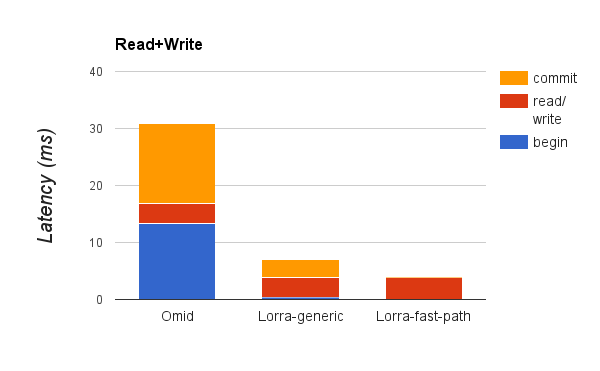 Read+Write
40
30
20
10
0
Latency (ms)
Omid
Lorra-generic
Lorra-fast-path
commit
read/
write
begin